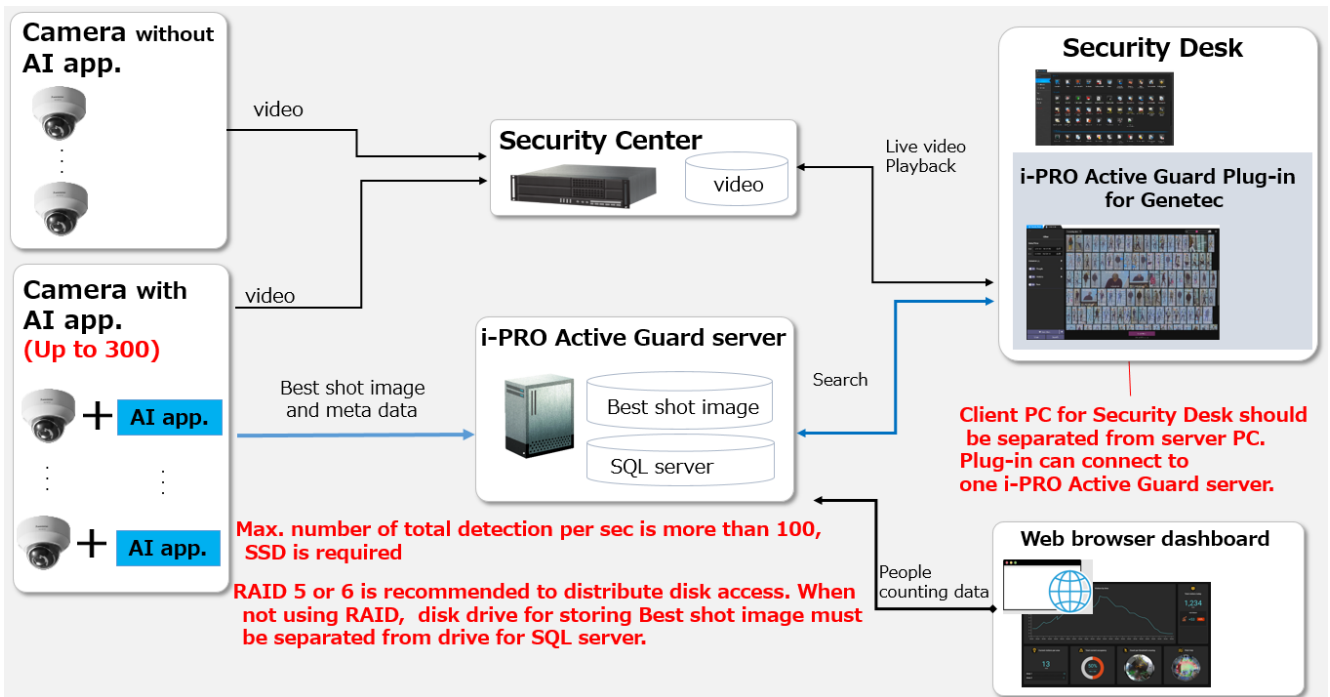 Camera without
AI app.
video
Security Center
video
Live video
Playback
Security Desk
i-PRO Active Guard Plug-in
for Genetec
Camera with
AI app.
(Up to 300)
video
AI app.
AI app.
Best shot image
and meta data
i-PRO Active Guard server
Best shot image
SQL server
Search
Client PC for Security Desk should
be separated from server PC.
Plug-in can connect to
one i-PRO Active Guard server.
Max. number of total detection per sec is more than 100,
SSD is required
RAID 5 or 6 is recommended to distribute disk access. When
not using RAID, disk drive for storing Best shot image must
be separated from drive for SQL server.
People
counting data
Web browser dashboard
1,234
13